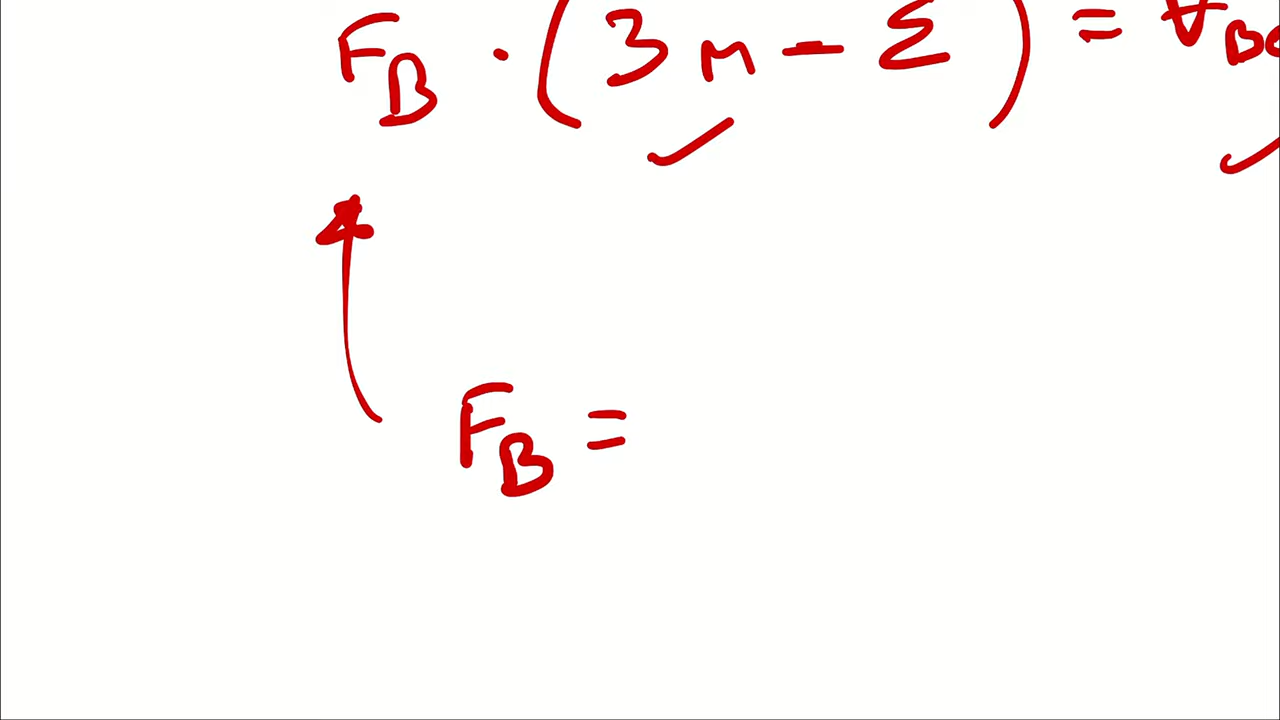 F_B · (3m - Σ) = ∀_B
F_B =